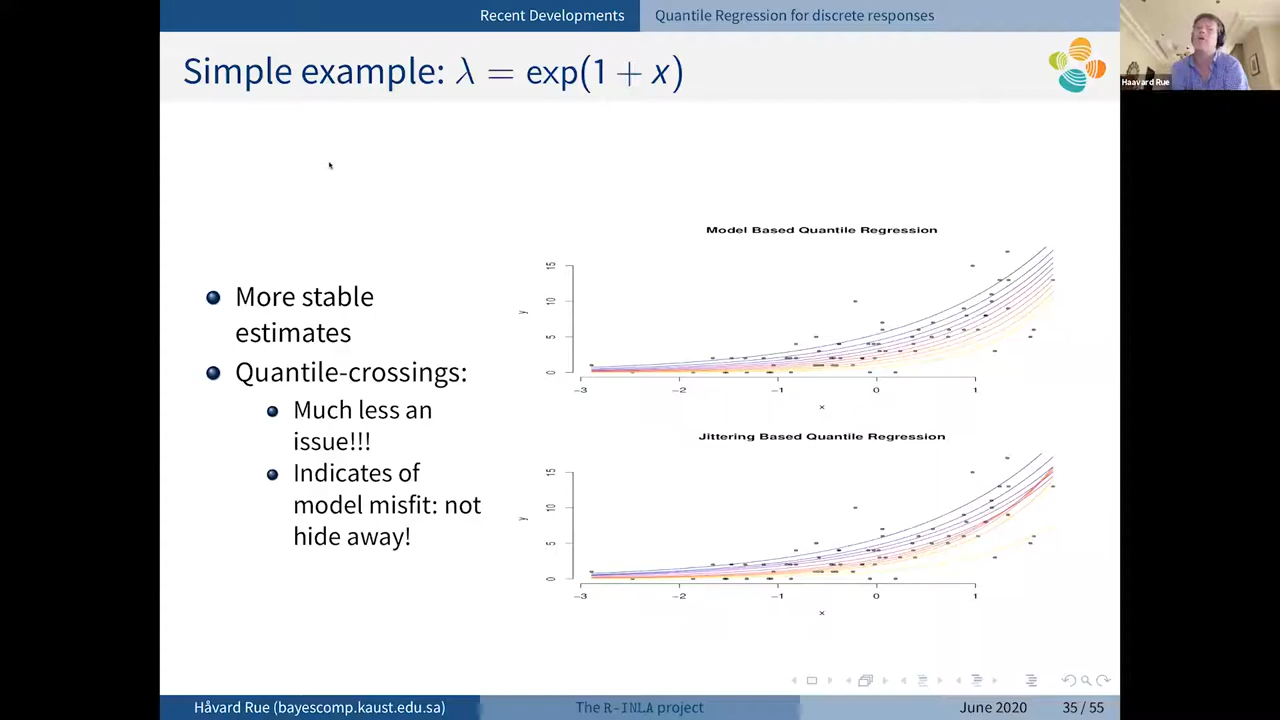 Recent Developments Quantile Regression for discrete responses
Simple example: λ = exp(1 + x)
Haavard Rue
More stable
estimates
Quantile-crossings:
Much less an
issue!!!
Indicates of
model misfit: not
hide away!
Model Based Quantile Regression
15
10
5
0
y
−3 −2 −1 0 1
x
Jittering Based Quantile Regression
15
10
5
0
y
−3 −2 −1 0 1
x
Håvard Rue (bayescomp.kaust.edu.sa) The R-INLA project June 2020 35 / 55